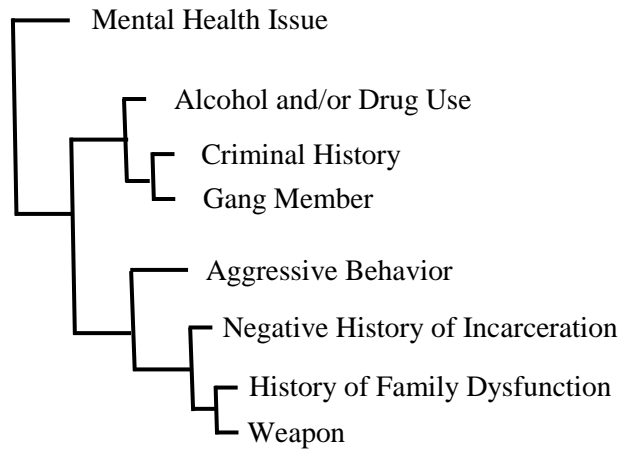 Mental Health Issue
Alcohol and/or Drug Use
Criminal History
Gang Member
Aggressive Behavior
Negative History of Incarceration
History of Family Dysfunction
Weapon